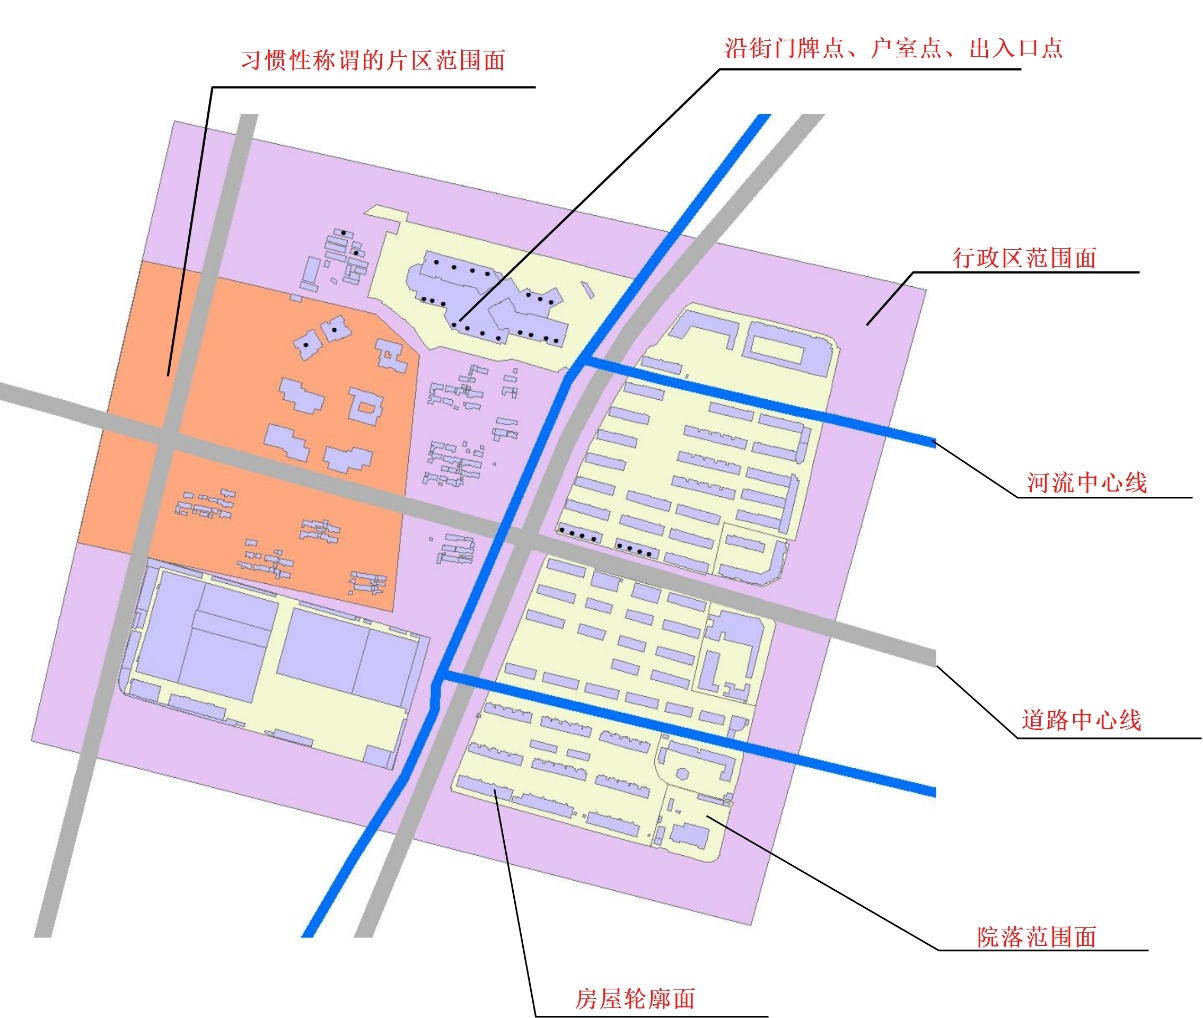 沿街门牌点、户室点、出入口点
习惯性称谓的片区范围面
行政区范围面
河流中心线
道路中心线
院落范围面
房屋轮廓面